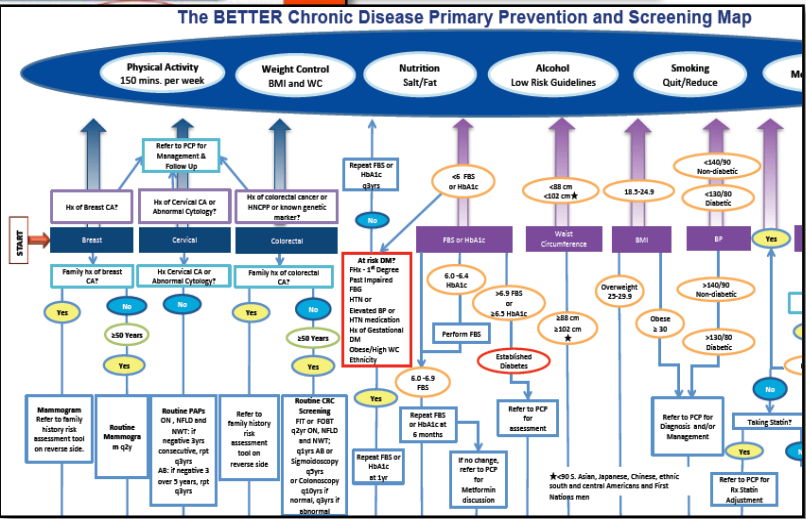 The BETTER Chronic Disease Primary Prevention and Screening Map
Physical Activity
150 mins. per week
Weight Control
BMI and WC
Nutrition
Salt/Fat
Alcohol
Low Risk Guidelines
Smoking
Quit/Reduce
Refer to PCP for
Management &
Follow Up
Repeat FBS or
HbA1c
q3yrs
<6 FBS
or HbA1c
<88 cm
<102 cm★
18.5-24.9
<140/90
Non-diabetic
<130/80
Diabetic
Hx of Breast CA?
Hx of Cervical CA or
Abnormal Cytology?
Hx of colorectal cancer or
HNCPP or known genetic
marker?
No
START
Breast
Cervical
Colorectal
FBS or HbA1c
Waist
Circumference
BMI
BP
Yes
Family hx of breast
CA?
Hx Cervical CA or
Abnormal Cytology?
Family hx of colorectal
CA?
At risk DM?
FHx - 1st Degree
Past Impaired
FBG
HTN or
Elevated BP or
HTN medication
Hx of Gestational
DM
Obese/High WC
Ethnicity
6.0 -6.4
HbA1c
>6.9 FBS
or
≥6.5 HbA1c
Overweight
25-29.9
>140/90
Non-diabetic
Yes
No
No
Yes
No
≥88 cm
≥102 cm
★
Obese
≥ 30
≥50 Years
≥50 Years
Perform FBS
>130/80
Diabetic
Yes
Yes
Established
Diabetes
6.0 -6.9
FBS
Yes
No
Mammogram
Refer to family
history risk
assessment tool
on reverse side.
Routine
Mammogra
m q2y
Routine PAPs
ON , NFLD and
NWT: if
negative 3yrs
consecutive, rpt
q3yrs
AB: if negative 3
over 5 years, rpt
q3yrs
Refer to
family history
risk
assessment
tool on
reverse side
Routine CRC
Screening
FIT or FOBT
q2yr ON, NFLD
and NWT;
q1yrs AB or
Sigmoidoscopy
q5yrs
or Colonoscopy
q10yrs if
normal, q3yrs if
abnormal
Repeat FBS or
HbA1c
at 1yr
Repeat FBS
or HbA1c at
6 months
Refer to PCP
for
assessment
Refer to PCP for
Diagnosis and/or
Management
Taking Statin?
Yes
If no change,
refer to PCP
for
Metformin
discussion
★<90 S. Asian, Japanese, Chinese, ethnic
south and central Americans and First
Nations men
Refer to PCP for
Rx Statin
Adjustment